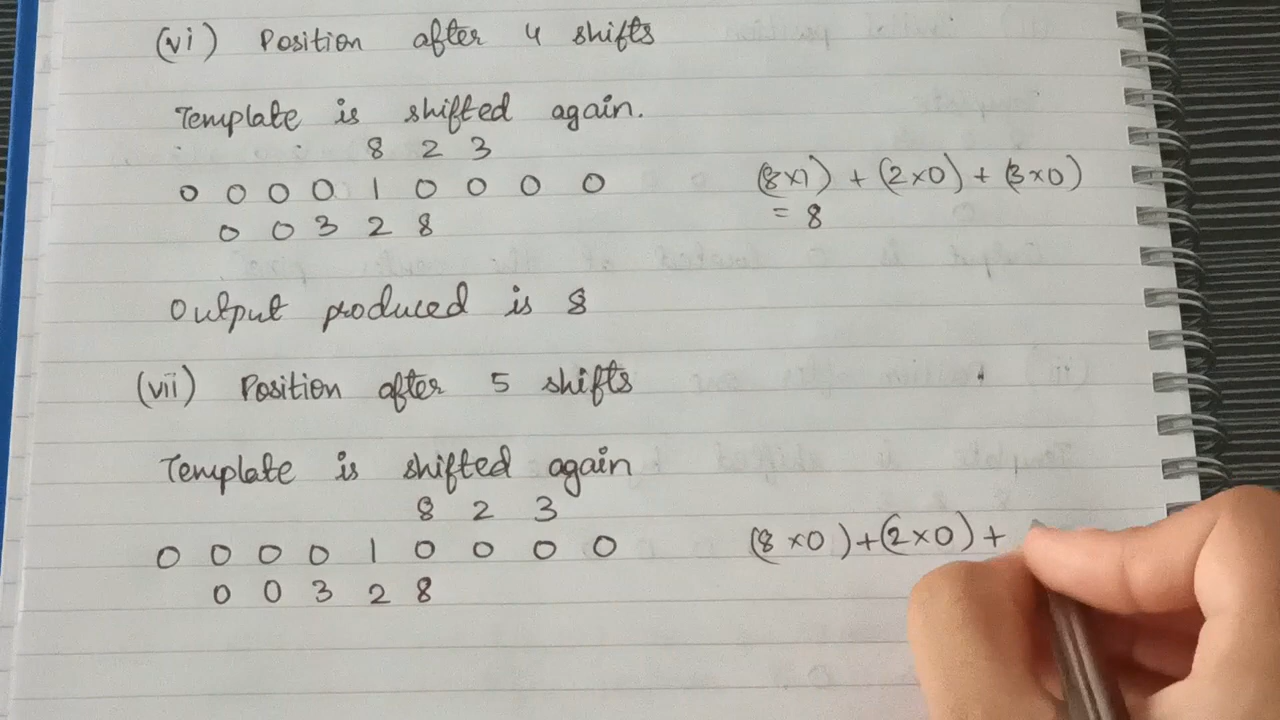 (vi) Position after 4 shifts
Template is shifted again.
8 2 3
0 0 0 0 1 0 0 0 0 (8×1) + (2×0) + (3×0)
0 0 3 2 8 = 8
Output produced is 8
(vii) Position after 5 shifts
Template is shifted again
8 2 3
0 0 0 0 1 0 0 0 0 (8×0)+(2×0)+
0 0 3 2 8